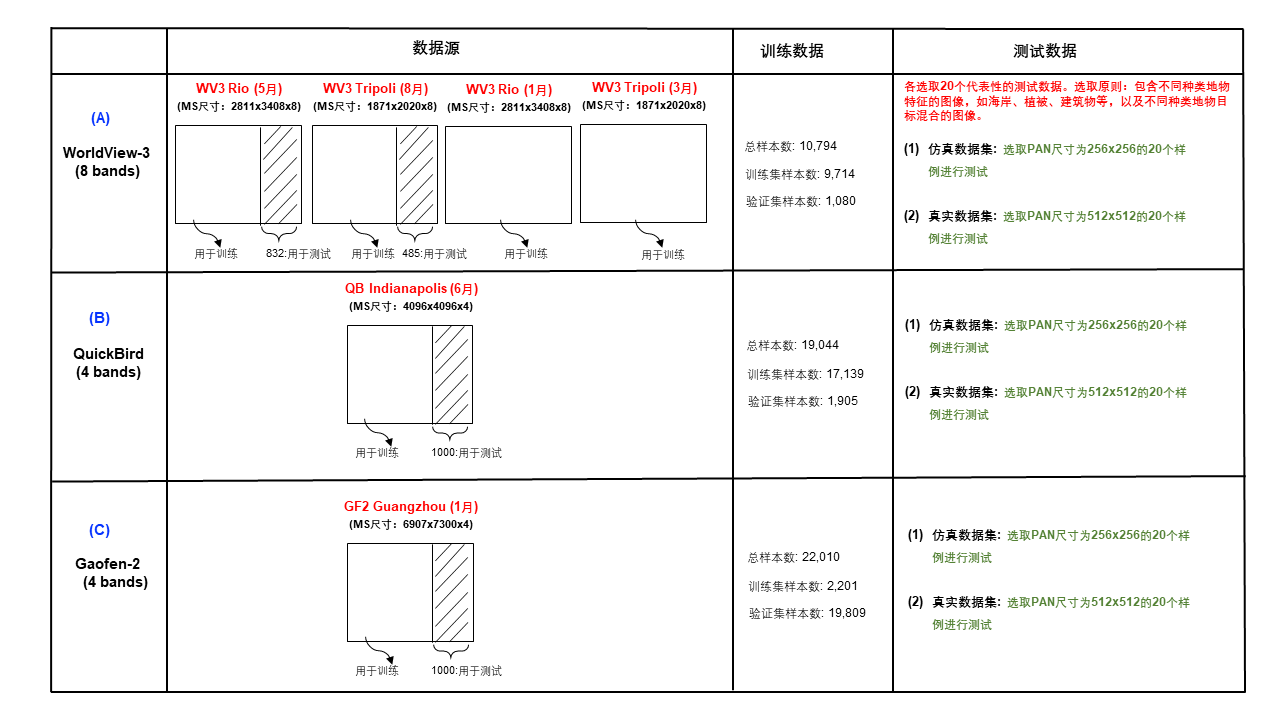 数据源
训练数据
测试数据
(A)
WorldView-3
(8 bands)
WV3 Rio (5月)
(MS尺寸：2811x3408x8)
WV3 Tripoli (8月)
(MS尺寸：1871x2020x8)
WV3 Rio (1月)
(MS尺寸：2811x3408x8)
WV3 Tripoli (3月)
(MS尺寸：1871x2020x8)
用于训练
832:用于测试
用于训练
485:用于测试
用于训练
用于训练
总样本数: 10,794
训练集样本数: 9,714
验证集样本数: 1,080
各选取20个代表性的测试数据。选取原则：包含不同种类地物
特征的图像，如海岸、植被、建筑物等，以及不同种类地物目
标混合的图像。
(1) 仿真数据集: 选取PAN尺寸为256x256的20个样
例进行测试
(2) 真实数据集: 选取PAN尺寸为512x512的20个样
例进行测试
(B)
QuickBird
(4 bands)
QB Indianapolis (6月)
(MS尺寸：4096x4096x4)
用于训练
1000:用于测试
总样本数: 19,044
训练集样本数: 17,139
验证集样本数: 1,905
(1) 仿真数据集: 选取PAN尺寸为256x256的20个样
例进行测试
(2) 真实数据集: 选取PAN尺寸为512x512的20个样
例进行测试
(C)
Gaofen-2
(4 bands)
GF2 Guangzhou (1月)
(MS尺寸：6907x7300x4)
用于训练
1000:用于测试
总样本数: 22,010
训练集样本数: 2,201
验证集样本数: 19,809
(1) 仿真数据集: 选取PAN尺寸为256x256的20个样
例进行测试
(2) 真实数据集: 选取PAN尺寸为512x512的20个样
例进行测试